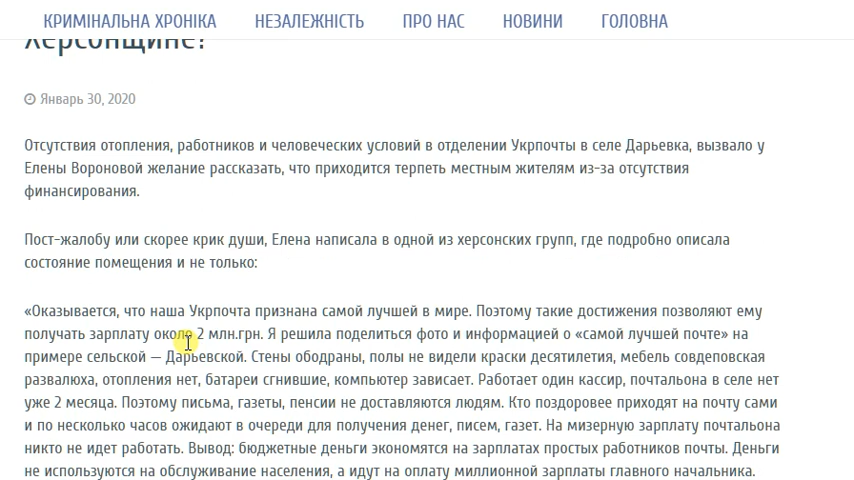 КРИМІНАЛЬНА ХРОНІКА НЕЗАЛЕЖНІСТЬ ПРО НАС НОВИНИ ГОЛОВНА
Херсонщине?
Январь 30, 2020
Отсутствия отопления, работников и человеческих условий в отделении Укрпочты в селе Дарьевка, вызвало у
Елены Вороновой желание рассказать, что приходится терпеть местным жителям из-за отсутствия
финансирования.
Пост-жалобу или скорее крик души, Елена написала в одной из херсонских групп, где подробно описала
состояние помещения и не только:
«Оказывается, что наша Укрпочта признана самой лучшей в мире. Поэтому такие достижения позволяют ему
получать зарплату около 2 млн.грн. Я решила поделиться фото и информацией о «самой лучшей почте» на
примере сельской — Дарьевской. Стены ободраны, полы не видели краски десятилетия, мебель совдеповская
развалюха, отопления нет, батареи сгнившие, компьютер зависает. Работает один кассир, почтальона в селе нет
уже 2 месяца. Поэтому письма, газеты, пенсии не доставляются людям. Кто поздоровее приходят на почту сами
и по несколько часов ожидают в очереди для получения денег, писем, газет. На мизерную зарплату почтальона
никто не идет работать. Вывод: бюджетные деньги экономятся на зарплатах простых работников почты. Деньги
не используются на обслуживание населения, а идут на оплату миллионной зарплаты главного начальника.